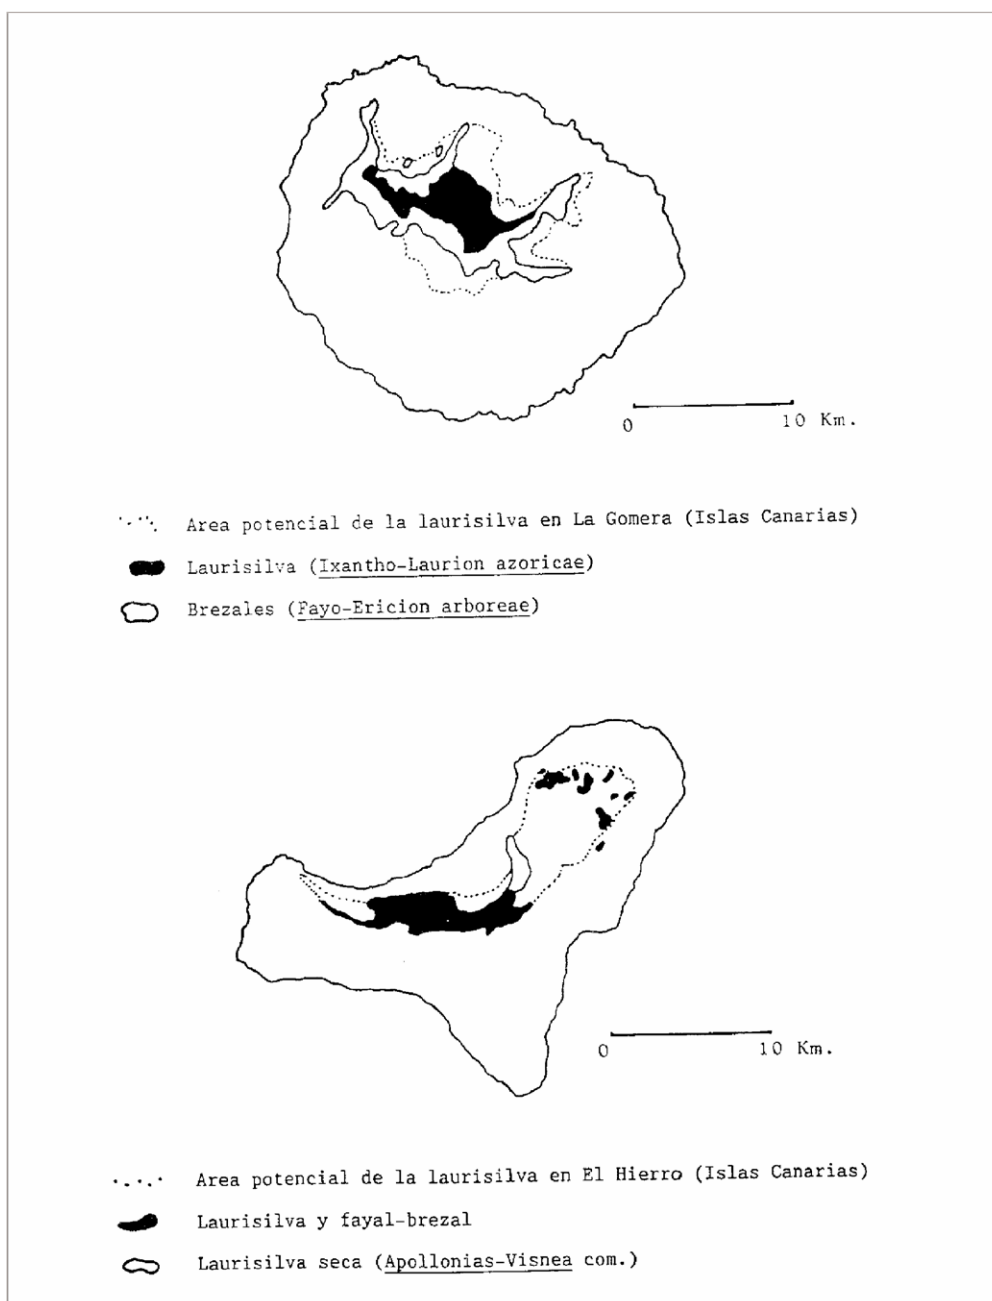 0 10 Km.
Area potencial de la laurisilva en La Gomera (Islas Canarias)
Laurisilva (Ixantho-Laurion azoricae)
Brezales (Fayo-Ericion arboreae)
0 10 Km.
Area potencial de la laurisilva en El Hierro (Islas Canarias)
Laurisilva y fayal-brezal
Laurisilva seca (Apollonias-Visnea com.)